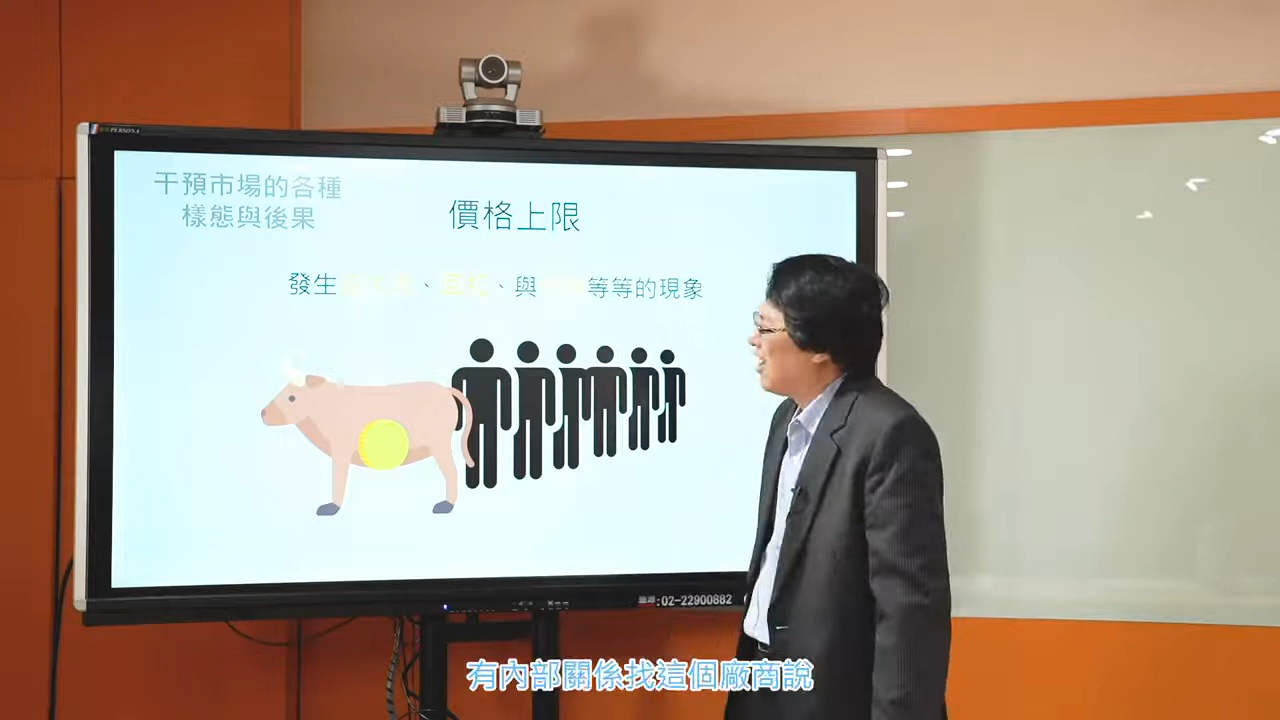 PERSONA
干預市場的各種
樣態與後果
價格上限
發生、、與等等的現象
:02-22900882
有內部關係找這個廠商說